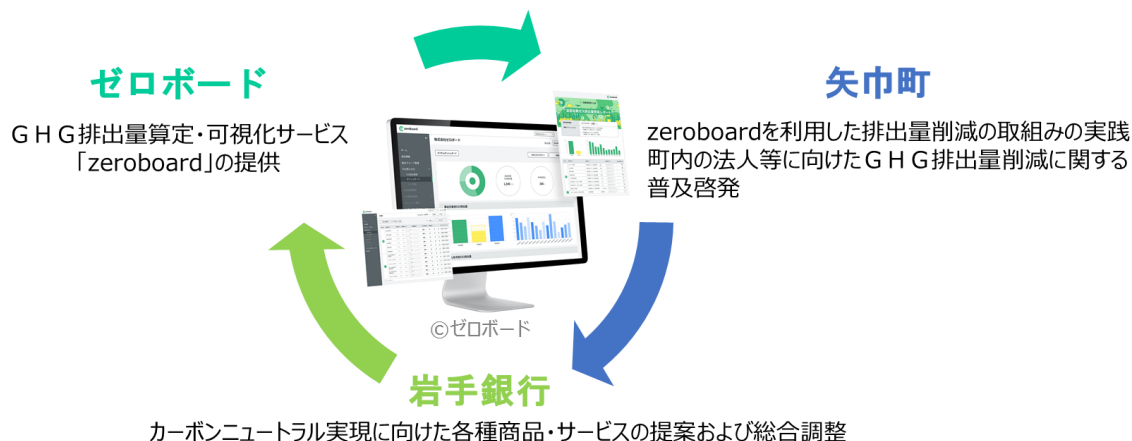 ゼロボード
GHG排出量算定・可視化サービス
「zeroboard」の提供
矢巾町
zeroboardを利用した排出量削減の取組みの実践
町内の法人等に向けたGHG排出量削減に関する
普及啓発
©ゼロボード
岩手銀行
カーボンニュートラル実現に向けた各種商品・サービスの提案および総合調整